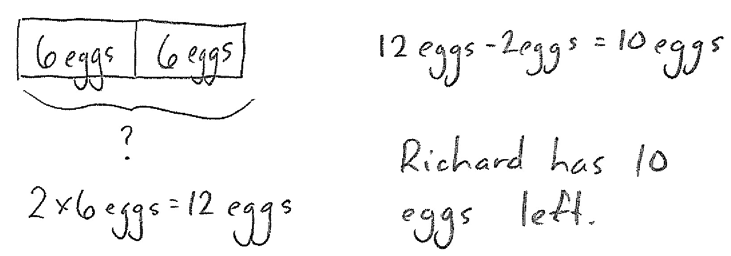 6 eggs 6 eggs
?
2 × 6 eggs = 12 eggs
12 eggs - 2 eggs = 10 eggs
Richard has 10
eggs left.